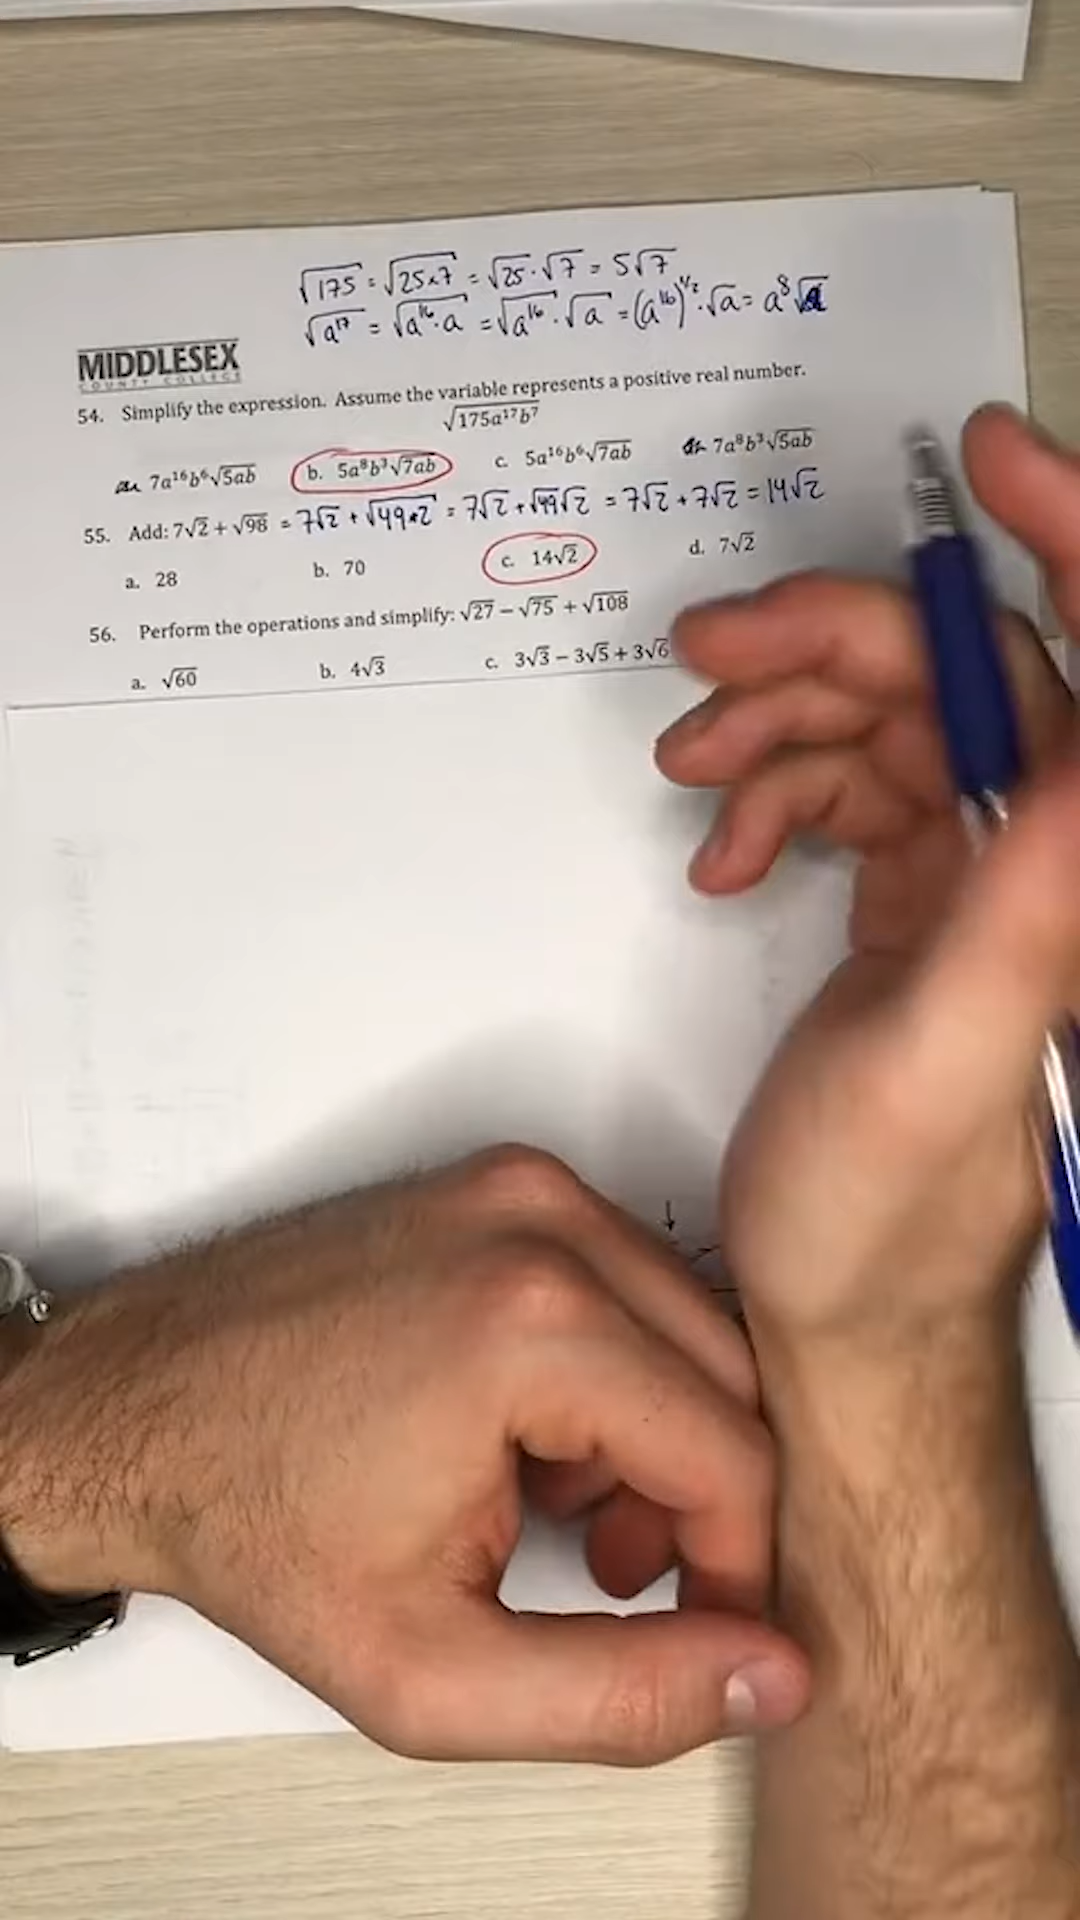 √175 = √25×7 = √25 · √7 = 5√7
√a¹⁷ = √a¹⁶·a = √a¹⁶ · √a = (a¹⁶)^½ · √a = a⁸√a
MIDDLESEX
COUNTY COLLEGE
54. Simplify the expression. Assume the variable represents a positive real number.
√175a¹⁷b⁷
7a¹⁶b⁶√5ab b. 5a⁸b³√7ab c. 5a¹⁶b⁶√7ab 7a⁸b³√5ab
55. Add: 7√2 + √98 = 7√2 + √49*2 = 7√2 + √49√2 = 7√2 + 7√2 = 14√2
a. 28 b. 70 c. 14√2 d. 7√2
56. Perform the operations and simplify: √27 − √75 + √108
a. √60 b. 4√3 c. 3√3 − 3√5 + 3√6